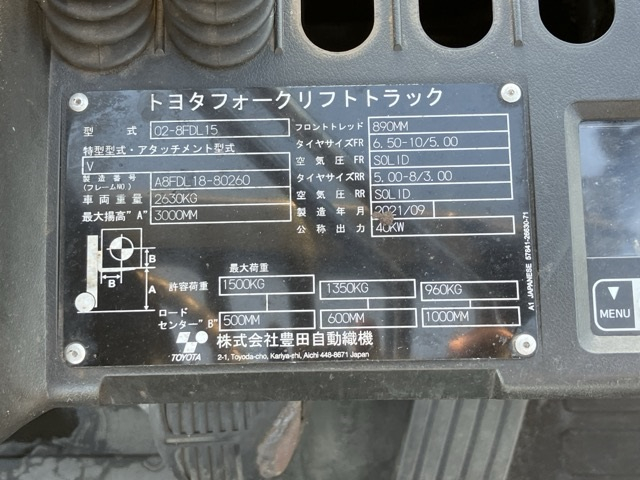 トヨタフォークリフトトラック
型式 02-8FDL15
特型型式・アタッチメント型式
V
製造番号 (フレームNO.) A8FDL18-80260
車両重量 2630KG
最大揚高"A" 3000MM
フロントトレッド 890MM
タイヤサイズFR 6.50-10/5.00
空気圧 FR SOLID
タイヤサイズRR 5.00-8/3.00
空気圧 RR SOLID
製造年月 2021/09
公称出力 40KW
B
B
A
最大荷重
許容荷重 1500KG 1350KG 960KG
ロード
センター"B" 500MM 600MM 1000MM
TOYOTA
株式会社豊田自動織機
2-1, Toyoda-cho, Kariya-shi, Aichi 448-8671 Japan
A1 JAPANESE 57641-26630-71
MENU